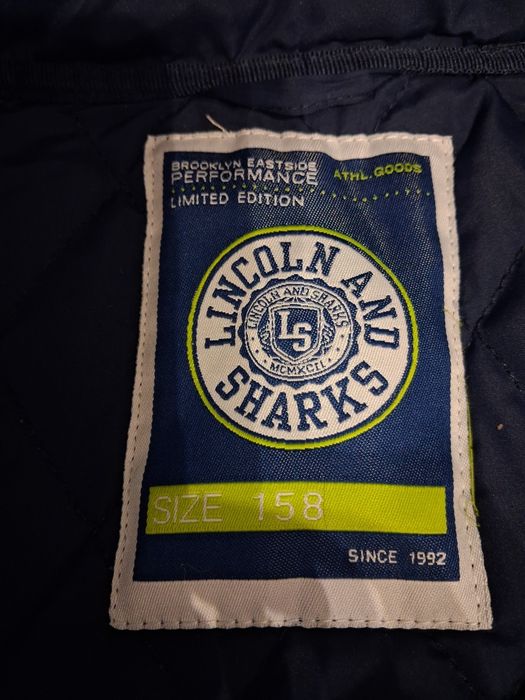 BROOKLYN EASTSIDE
PERFORMANCE
ATHL.GOODS
LIMITED EDITION
LINCOLN AND
SHARKS
LINCOLN AND SHARKS
LS
MCMXCII
SIZE 158
SINCE 1992